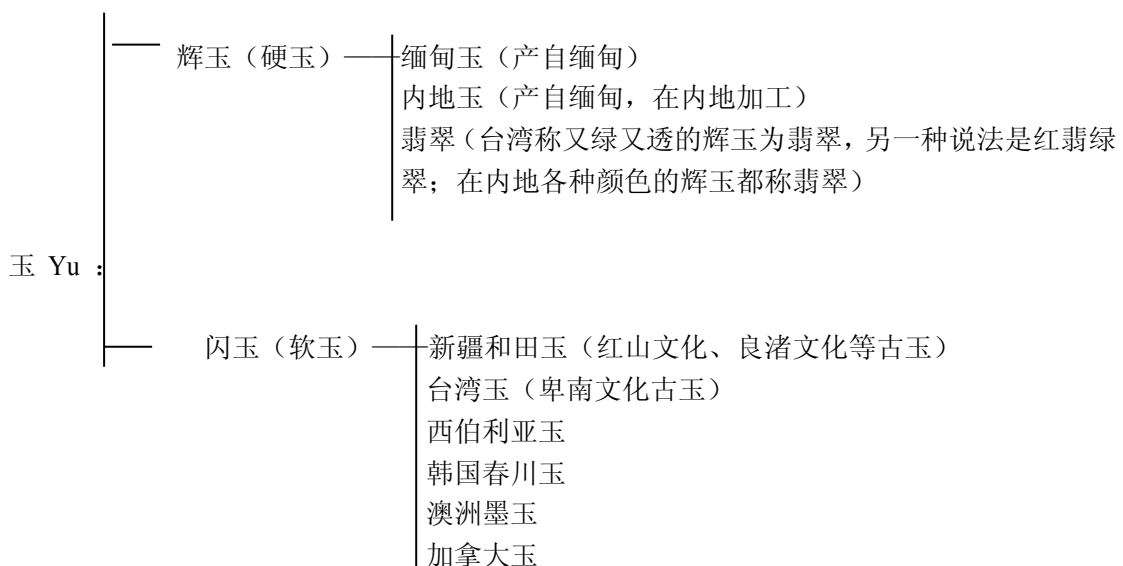 辉玉（硬玉）——缅甸玉（产自缅甸）
内地玉（产自缅甸，在内地加工）
翡翠（台湾称又绿又透的辉玉为翡翠，另一种说法是红翡绿
翠；在内地各种颜色的辉玉都称翡翠）
玉 Yu ：
闪玉（软玉）——新疆和田玉（红山文化、良渚文化等古玉）
台湾玉（卑南文化古玉）
西伯利亚玉
韩国春川玉
澳洲墨玉
加拿大玉